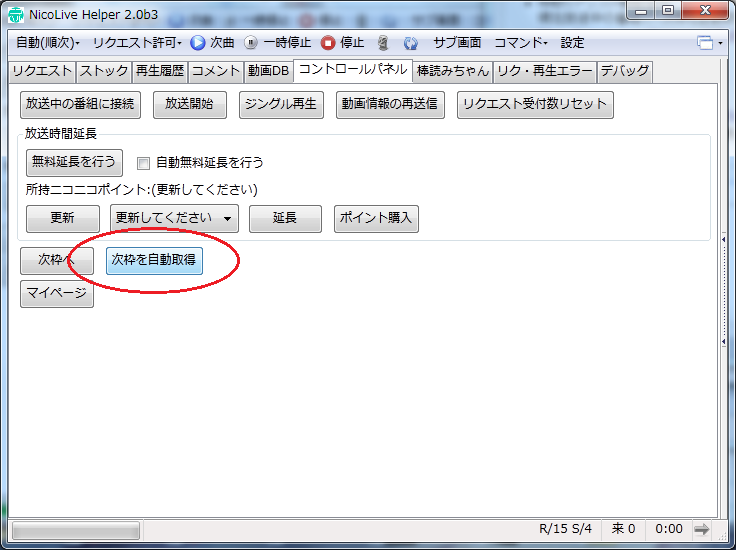 NicoLive Helper 2.0b3
自動(順次) リクエスト許可 次曲 一時停止 停止 サブ画面 コマンド 設定
リクエスト ストック 再生履歴 コメント 動画DB コントロールパネル 棒読みちゃん リク・再生エラー デバッグ
放送中の番組に接続 放送開始 ジングル再生 動画情報の再送信 リクエスト受付数リセット
放送時間延長
無料延長を行う 自動無料延長を行う
所持ニコニコポイント:(更新してください)
更新 更新してください 延長 ポイント購入
次枠へ 次枠を自動取得
マイページ
R/15 S/4 来 0 0:00